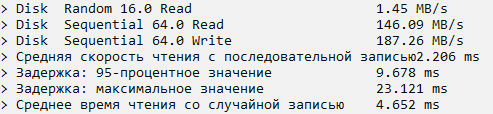 > Disk  Random 16.0 Read 1.45 MB/s
> Disk  Sequential 64.0 Read 146.09 MB/s
> Disk  Sequential 64.0 Write 187.26 MB/s
> Средняя скорость чтения с последовательной записью2.206 ms
> Задержка: 95-процентное значение 9.678 ms
> Задержка: максимальное значение 23.121 ms
> Среднее время чтения со случайной записью 4.652 ms